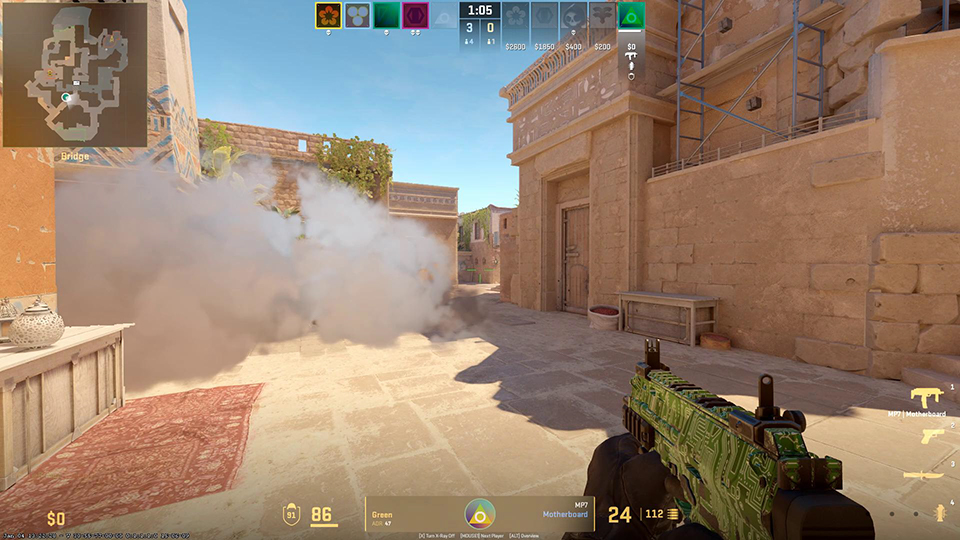 1:05
3 0
4 1
$2600 $1850 $400 $200 $0
Bridge
1
MP7 | Motherboard
2
3
4
$0
91 86
Green
ADR 47
MP7
Motherboard
24 112
[X] Turn X-Ray Off [MOUSE1] Next Player [ALT] Overview